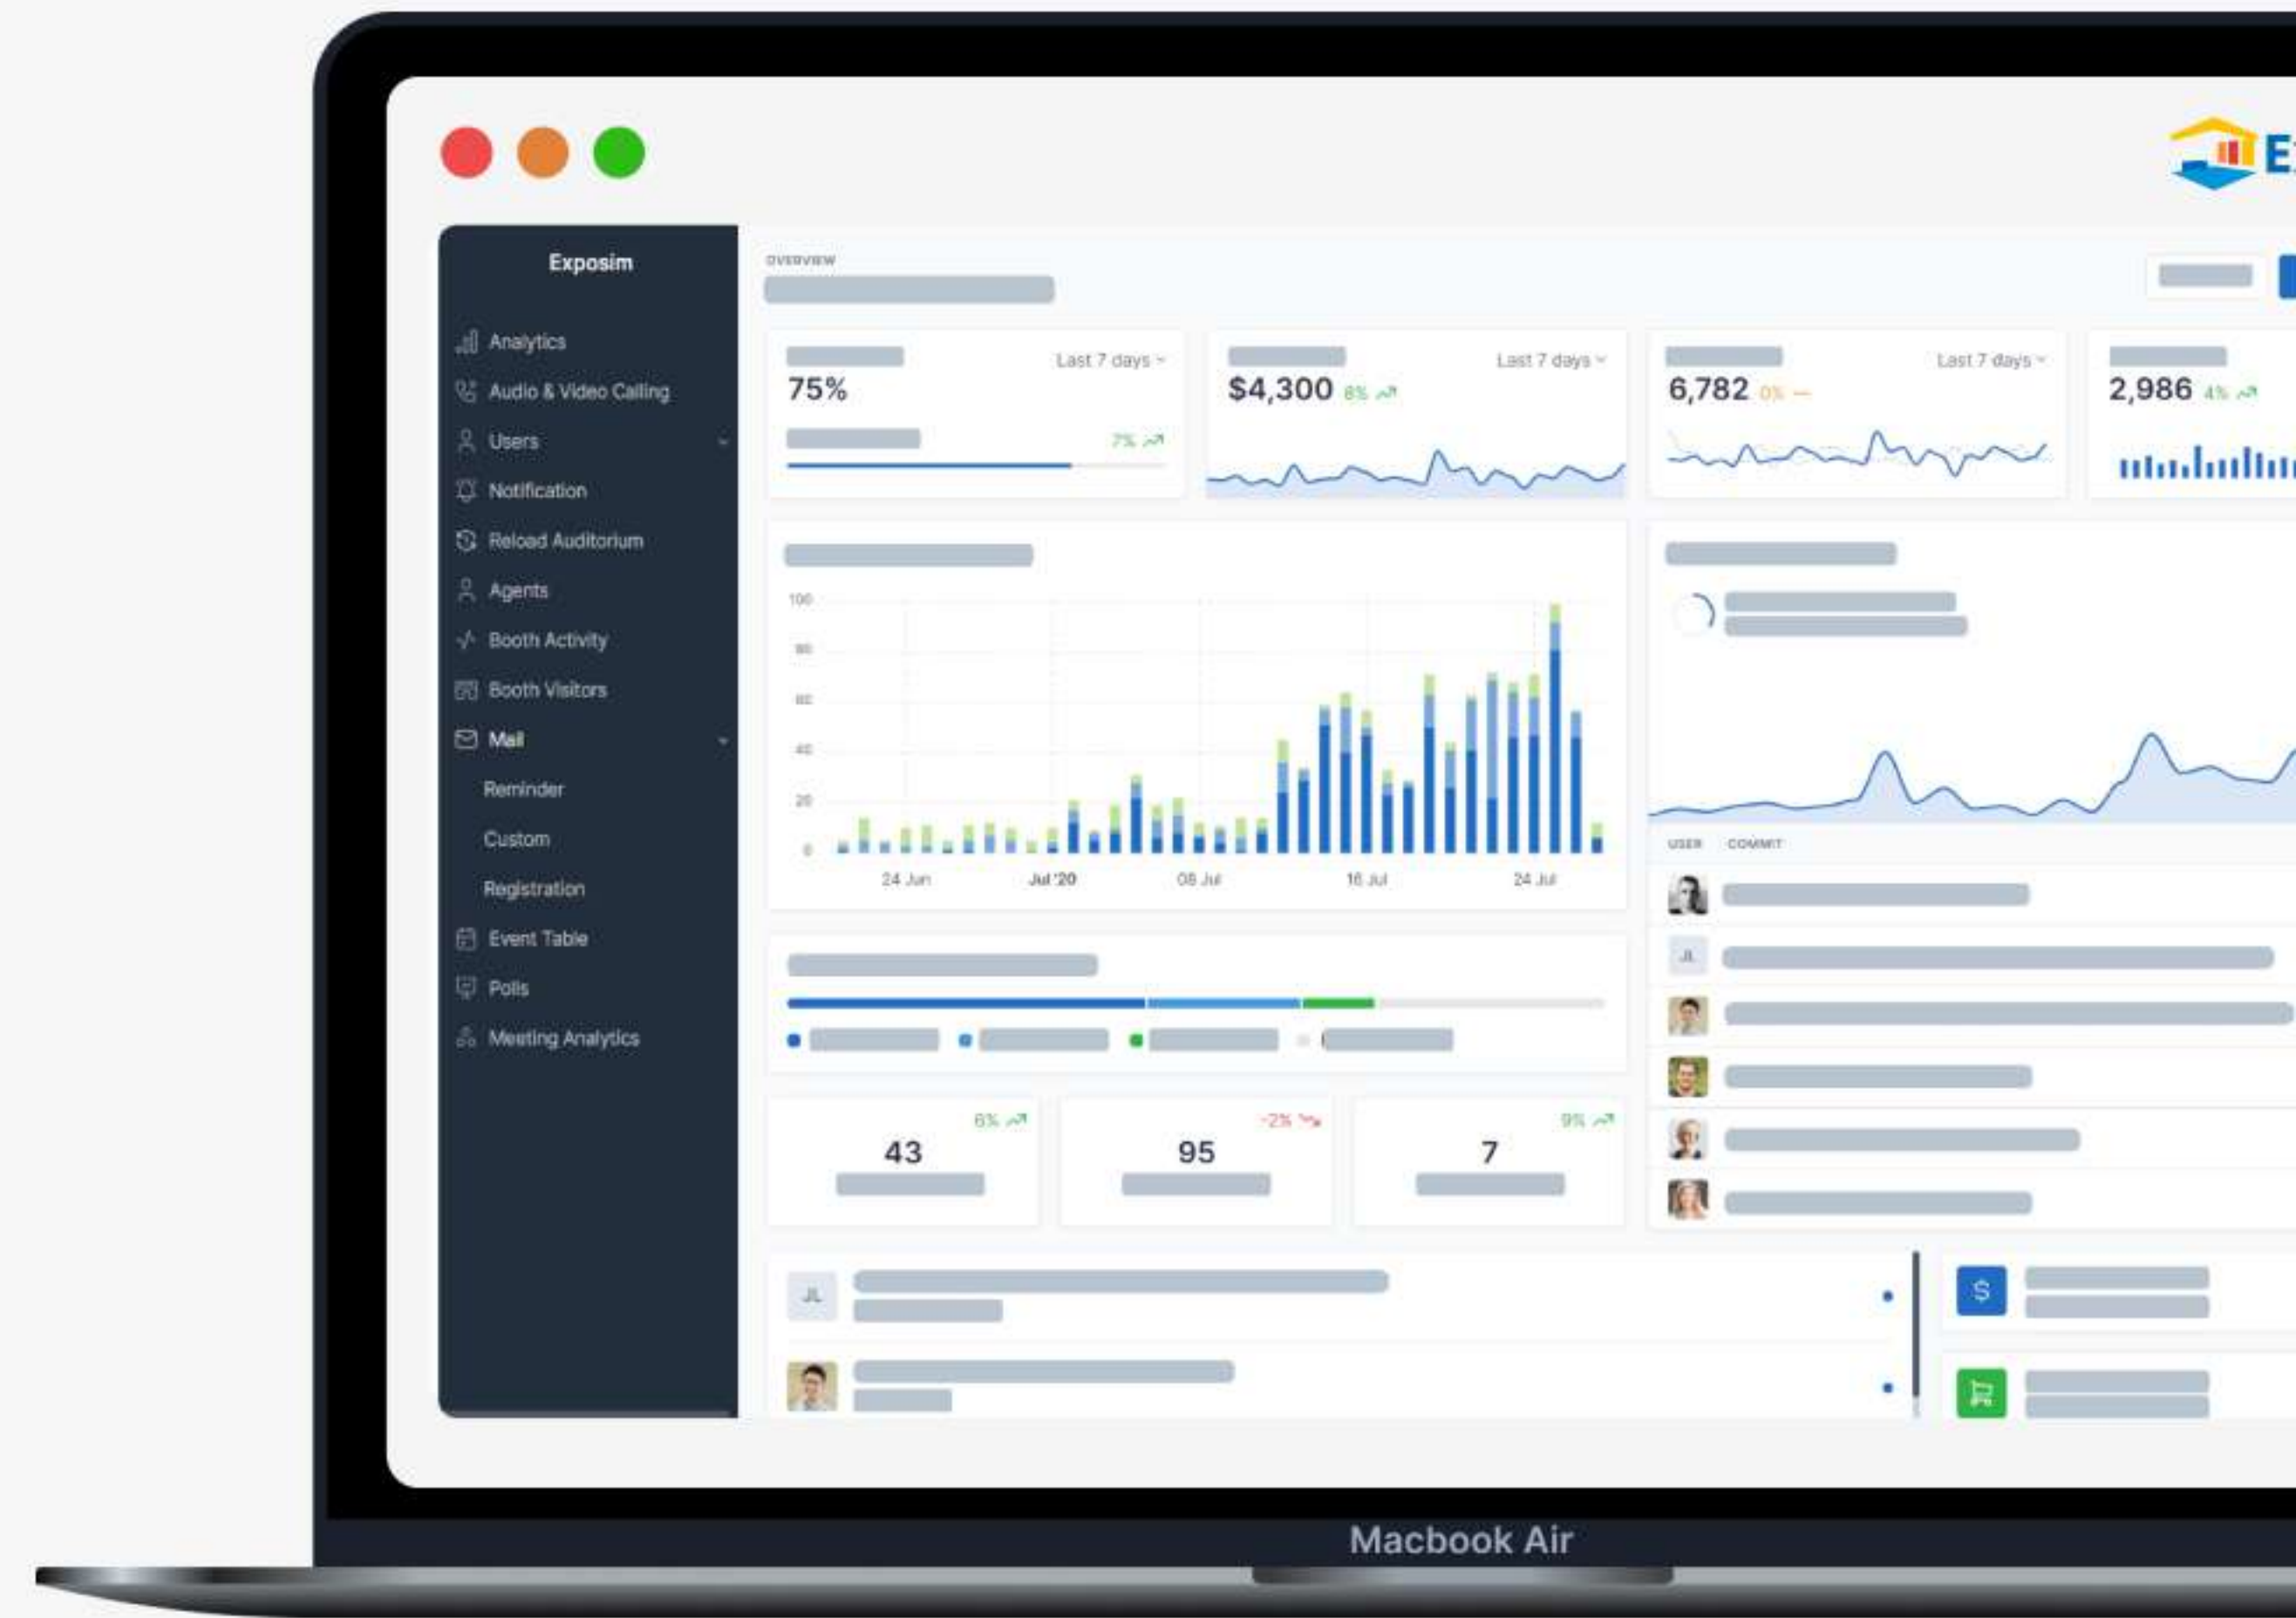 Exposim
Analytics
Audio & Video Calling
Users
Notification
Reload Auditorium
Agents
Booth Activity
Booth Visitors
Mail
Reminder
Custom
Registration
Event Table
Polls
Meeting Analytics
OVERVIEW
Last 7 days
75%
7%
Last 7 days
$4,300 6%
Last 7 days
6,782 0%
2,986 4%
100
80
60
40
20
0
24 Jun Jul '20 08 Jul 16 Jul 24 Jul
USER COMMIT
JL
6%
43
-2%
95
9%
7
JL
$
Macbook Air